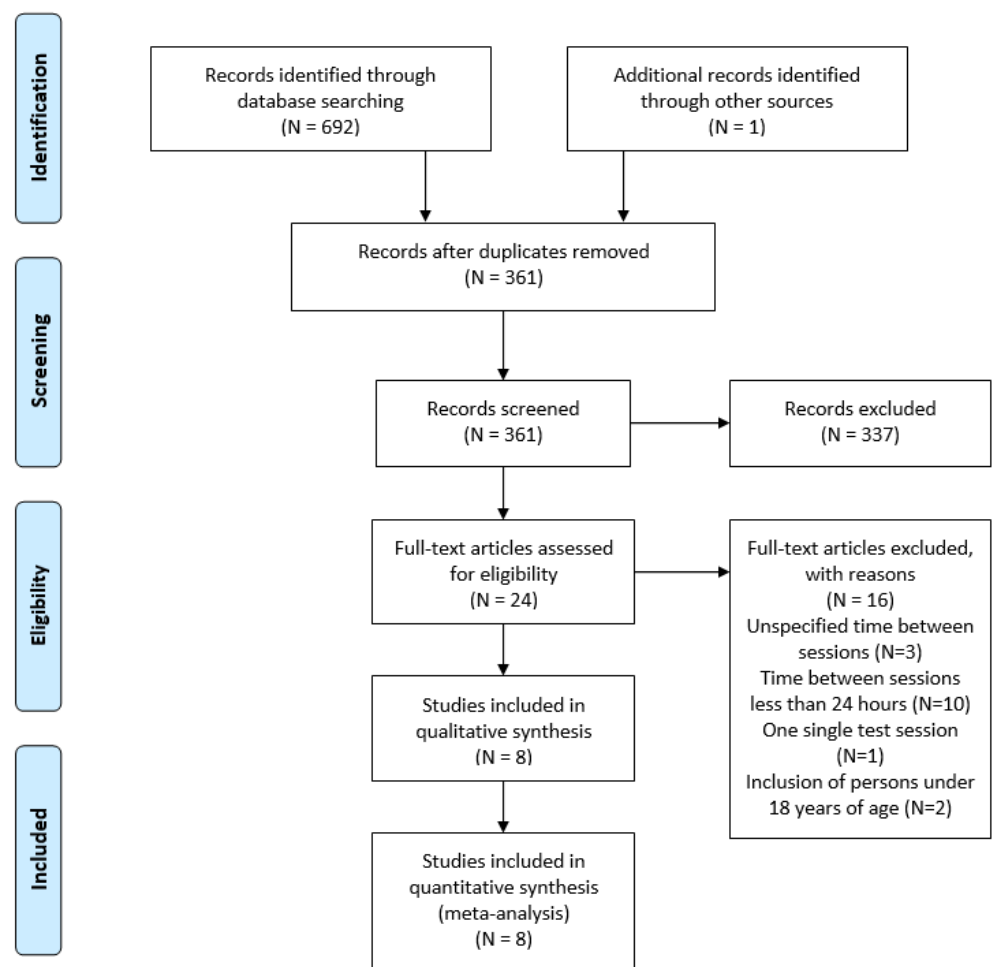 Identification
Records identified through
database searching
(N = 692)
Additional records identified
through other sources
(N = 1)
Records after duplicates removed
(N = 361)
Screening
Records screened
(N = 361)
Records excluded
(N = 337)
Eligibility
Full-text articles assessed
for eligibility
(N = 24)
Full-text articles excluded,
with reasons
(N = 16)
Unspecified time between
sessions (N=3)
Time between sessions
less than 24 hours (N=10)
One single test session
(N=1)
Inclusion of persons under
18 years of age (N=2)
Studies included in
qualitative synthesis
(N = 8)
Included
Studies included in
quantitative synthesis
(meta-analysis)
(N = 8)